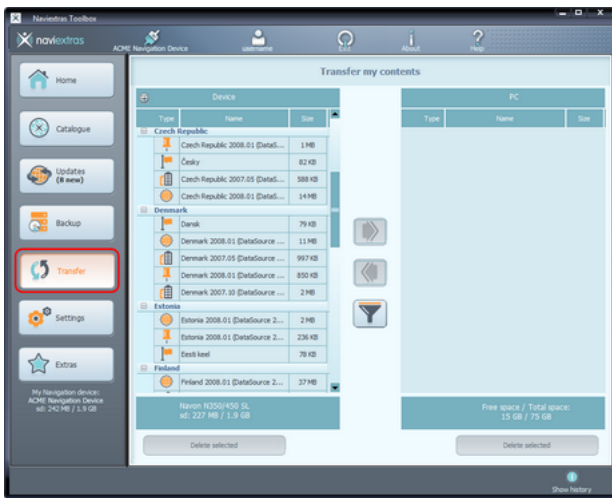 Naviextras Toolbox
naviextras
ACME Navigation Device
username
Exit
About
Help
Home
Catalogue
Updates
(8 new)
Backup
Transfer
Settings
Extras
My Navigation device:
ACME Navigation Device
sd: 242 MB / 1.9 GB
Transfer my contents
Device
Type Name Size
Czech Republic
Czech Republic 2008.01 (DataS... 1 MB
Česky 82 KB
Czech Republic 2007.05 (DataS... 588 KB
Czech Republic 2008.01 (DataS... 14 MB
Denmark
Dansk 79 KB
Denmark 2008.01 (DataSource ... 11 MB
Denmark 2007.05 (DataSource ... 997 KB
Denmark 2008.01 (DataSource ... 850 KB
Denmark 2007.10 (DataSource ... 2 MB
Estonia
Estonia 2008.01 (DataSource 2... 2 MB
Estonia 2008.01 (DataSource 2... 236 KB
Eesti keel 78 KB
Finland
Finland 2008.01 (DataSource 2... 37 MB
Navon N350/450 SL
sd: 227 MB / 1.9 GB
Delete selected
PC
Type Name Size
Free space / Total space:
15 GB / 75 GB
Delete selected
Show history